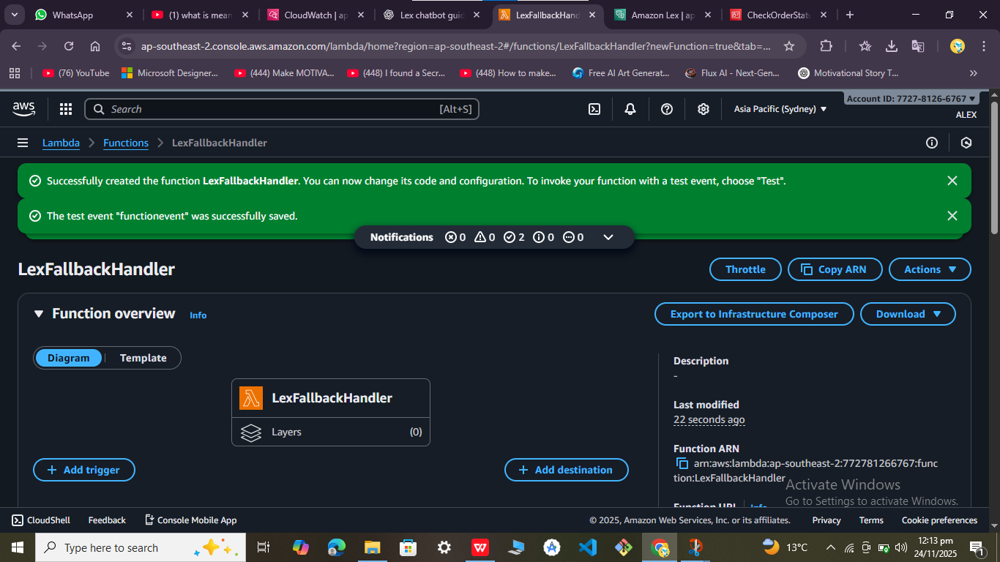 WhatsApp
(1) what is mean
CloudWatch | ap
Lex chatbot guid
LexFallbackHand
Amazon Lex | ap
CheckOrderStatu
ap-southeast-2.console.aws.amazon.com/lambda/home?region=ap-southeast-2#/functions/LexFallbackHandler?newFunction=true&tab=...
(76) YouTube
Microsoft Designer...
(444) Make MOTIVA...
(448) I found a Secr...
(448) How to make...
Free AI Art Generat...
Flux AI - Next-Gen...
Motivational Story T...
aws
Search
[Alt+S]
Asia Pacific (Sydney)
Account ID: 7727-8126-6767
ALEX
Lambda
Functions
LexFallbackHandler
Successfully created the function LexFallbackHandler. You can now change its code and configuration. To invoke your function with a test event, choose "Test".
The test event "functionevent" was successfully saved.
Notifications 0 0 2 0 0
LexFallbackHandler
Throttle
Copy ARN
Actions
Function overview
Info
Export to Infrastructure Composer
Download
Diagram
Template
LexFallbackHandler
Layers
(0)
Add trigger
Add destination
Description
-
Last modified
22 seconds ago
Function ARN
arn:aws:lambda:ap-southeast-2:772781266767:func
tion:LexFallbackHandler
Function URL
Info
Activate Windows
Go to Settings to activate Windows.
CloudShell
Feedback
Console Mobile App
© 2025, Amazon Web Services, Inc. or its affiliates.
Privacy
Terms
Cookie preferences
Type here to search
13°C
12:13 pm
24/11/2025
1